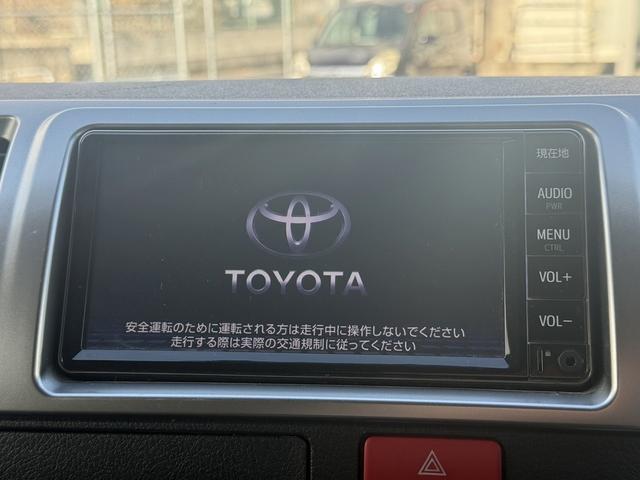 現在地
AUDIO
PWR
MENU
CTRL
VOL+
VOL-
TOYOTA
安全運転のために運転される方は走行中に操作しないでください
走行する際は実際の交通規制に従ってください